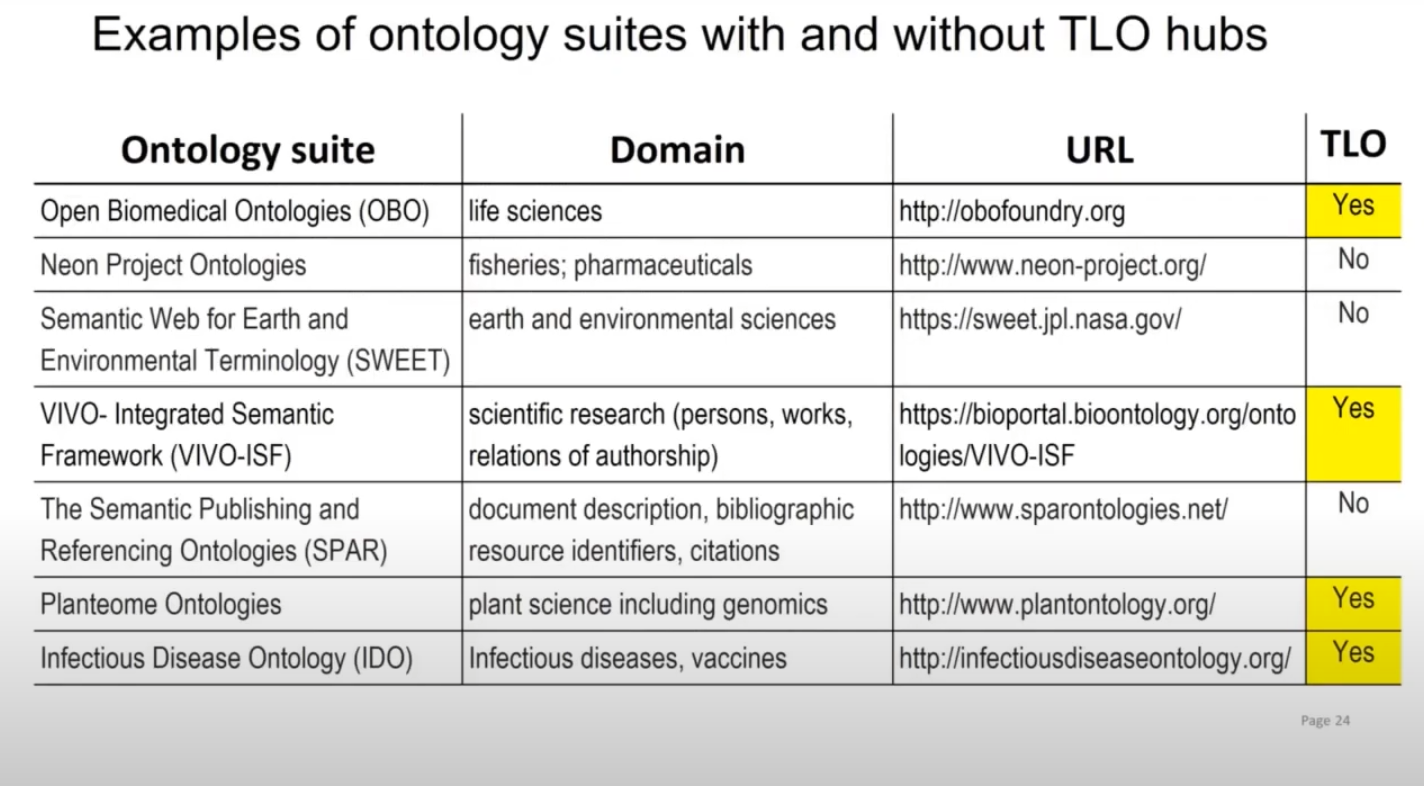 Examples of ontology suites with and without TLO hubs
Ontology suite Domain URL TLO
Open Biomedical Ontologies (OBO) life sciences http://obofoundry.org Yes
Neon Project Ontologies fisheries; pharmaceuticals http://www.neon-project.org/ No
Semantic Web for Earth and earth and environmental sciences https://sweet.jpl.nasa.gov/ No
Environmental Terminology (SWEET)
VIVO- Integrated Semantic scientific research (persons, works, https://bioportal.bioontology.org/onto Yes
Framework (VIVO-ISF) relations of authorship) logies/VIVO-ISF
The Semantic Publishing and document description, bibliographic http://www.sparontologies.net/ No
Referencing Ontologies (SPAR) resource identifiers, citations
Planteome Ontologies plant science including genomics http://www.plantontology.org/ Yes
Infectious Disease Ontology (IDO) Infectious diseases, vaccines http://infectiousdiseaseontology.org/ Yes
Page 24